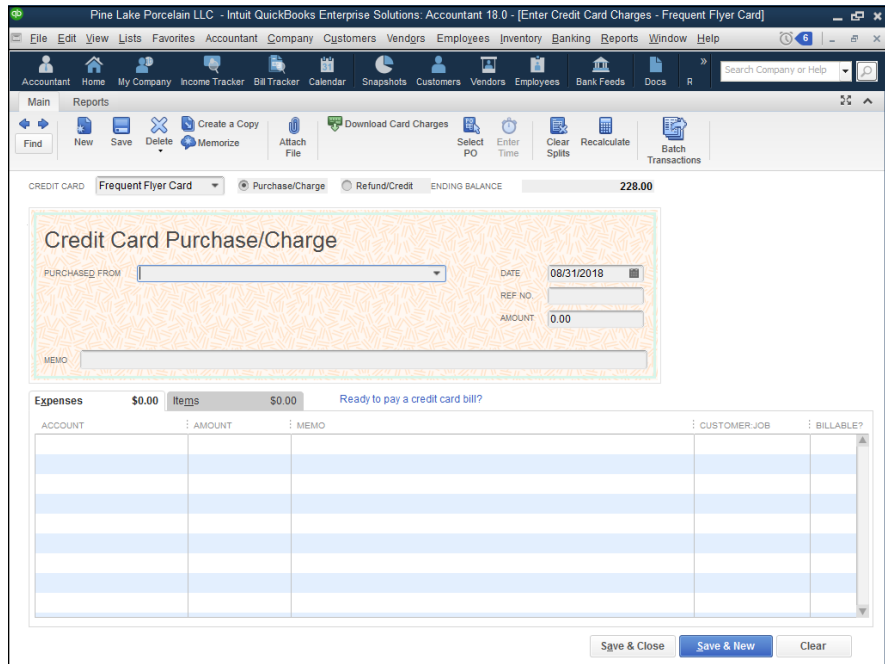 qb Pine Lake Porcelain LLC - Intuit QuickBooks Enterprise Solutions: Accountant 18.0 - [Enter Credit Card Charges - Frequent Flyer Card]
File Edit View Lists Favorites Accountant Company Customers Vendors Employees Inventory Banking Reports Window Help 6
Accountant Home My Company Income Tracker Bill Tracker 31 Calendar Snapshots Customers Vendors Employees Bank Feeds Docs R » Search Company or Help
Main Reports
Find New Save Delete Create a Copy Memorize Attach File Download Card Charges Select PO Enter Time Clear Splits Recalculate Batch Transactions
CREDIT CARD Frequent Flyer Card Purchase/Charge Refund/Credit ENDING BALANCE 228.00
Credit Card Purchase/Charge
PURCHASED FROM DATE 08/31/2018
REF NO.
AMOUNT 0.00
MEMO
Expenses $0.00 Items $0.00 Ready to pay a credit card bill?
ACCOUNT AMOUNT MEMO CUSTOMER:JOB BILLABLE?
Save & Close Save & New Clear